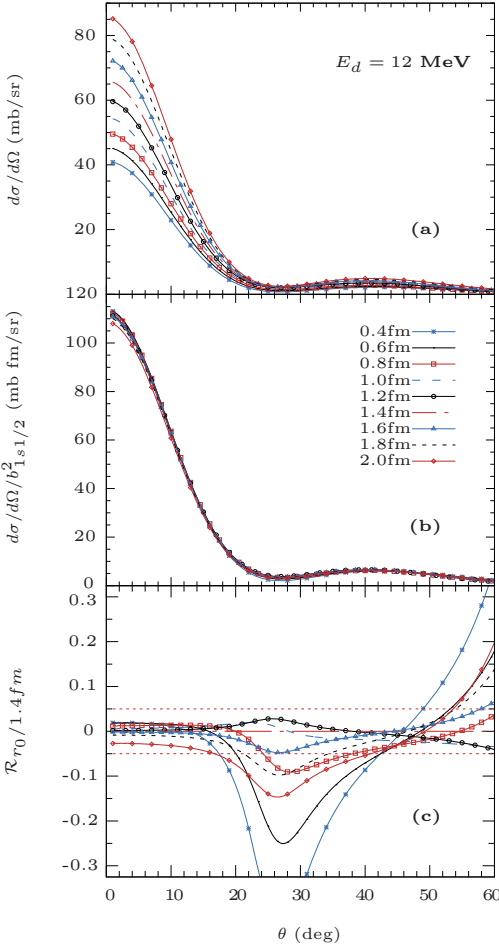 80
60
40
20
dσ/dΩ (mb/sr)
E_d = 12 MeV
(a)
120
100
80
60
40
20
0
dσ/dΩ/b²_{1s1/2} (mb fm/sr)
0.4fm
0.6fm
0.8fm
1.0fm
1.2fm
1.4fm
1.6fm
1.8fm
2.0fm
(b)
0.3
0.2
0.1
0
-0.1
-0.2
-0.3
ℛ_{r_0}/1.4fm
(c)
0 10 20 30 40 50 60
θ (deg)